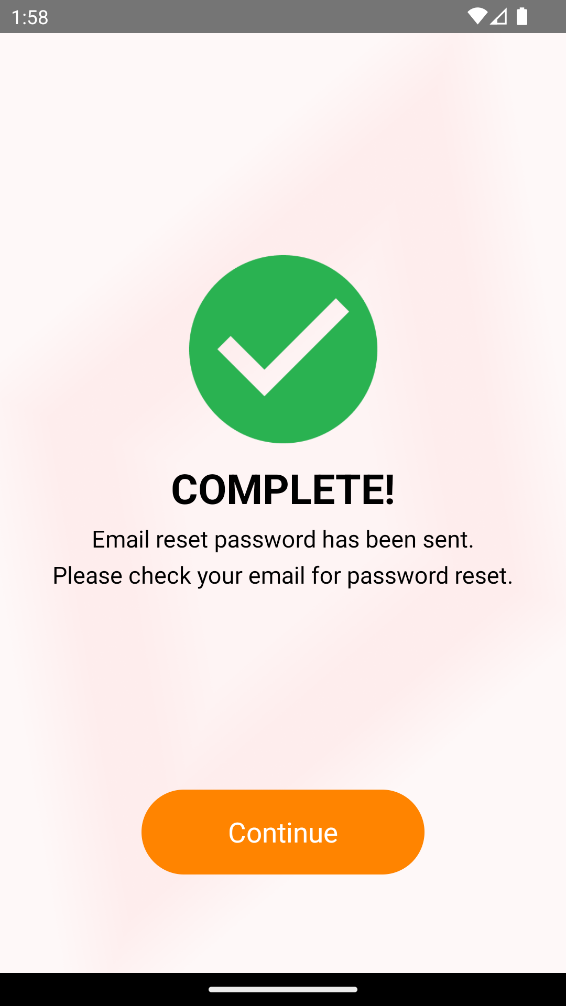 1:58
COMPLETE!
Email reset password has been sent.
Please check your email for password reset.
Continue